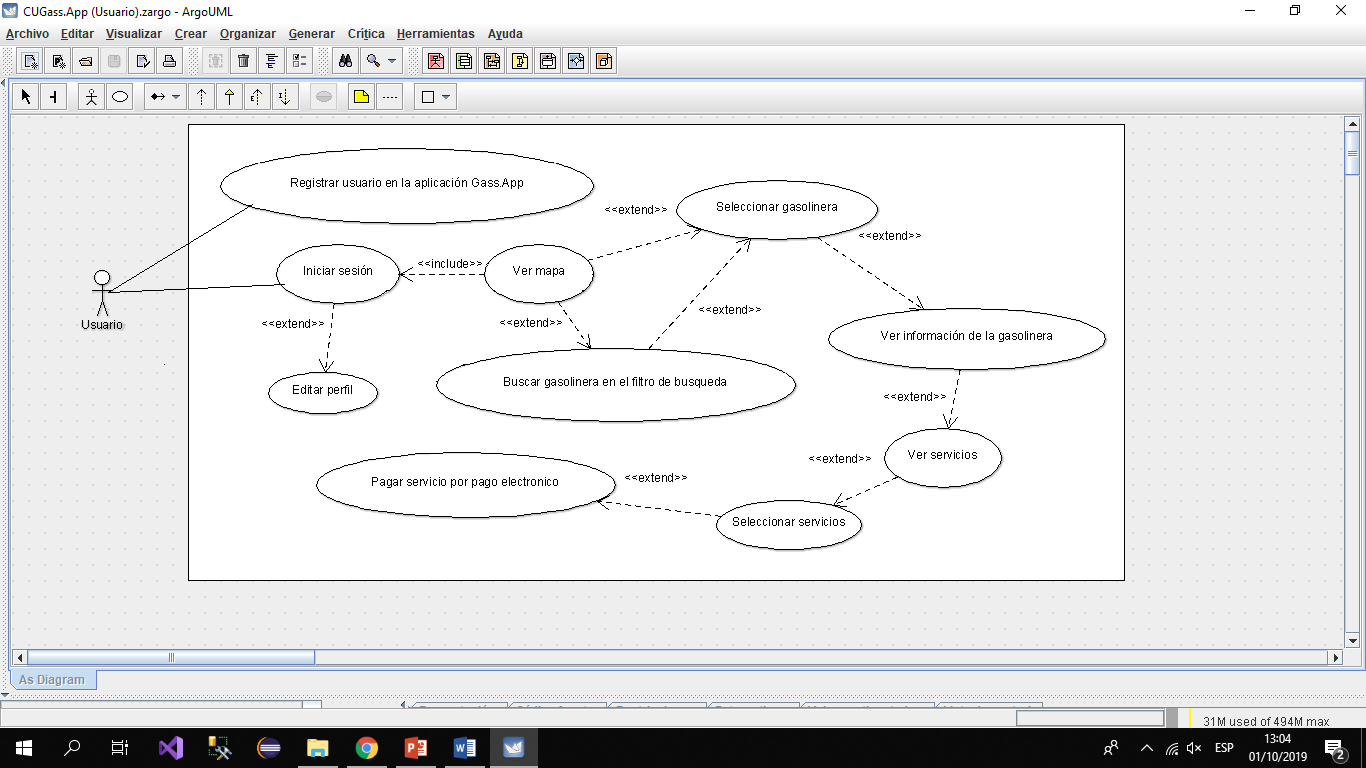 CUGass.App (Usuario).zargo - ArgoUML
Archivo Editar Visualizar Crear Organizar Generar Crítica Herramientas Ayuda
Registrar usuario en la aplicación Gass.App
Seleccionar gasolinera
<<extend>>
<<extend>>
Iniciar sesión
<<include>>
Ver mapa
Usuario
<<extend>>
<<extend>>
<<extend>>
Ver información de la gasolinera
Editar perfil
Buscar gasolinera en el filtro de busqueda
<<extend>>
Ver servicios
<<extend>>
Pagar servicio por pago electronico
<<extend>>
Seleccionar servicios
As Diagram
31M used of 494M max
ESP
13:04
01/10/2019
2